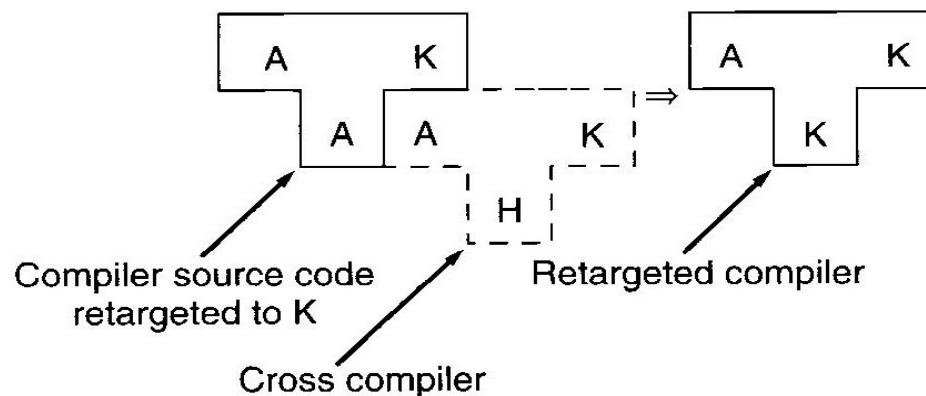 A K A K
A A K K
H
Compiler source code
retargeted to K
Retargeted compiler
Cross compiler